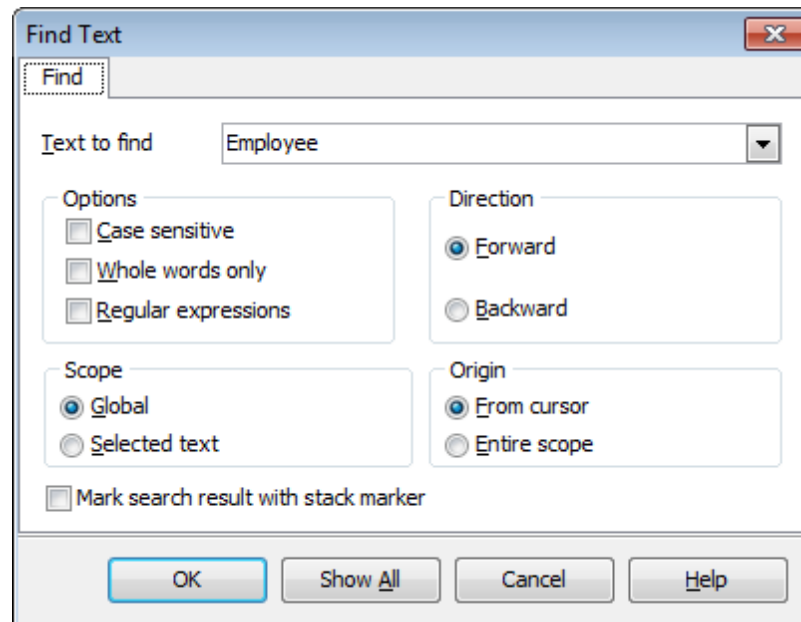 Find Text
Find
Text to find Employee
Options
Case sensitive
Whole words only
Regular expressions
Direction
Forward
Backward
Scope
Global
Selected text
Origin
From cursor
Entire scope
Mark search result with stack marker
OK Show All Cancel Help